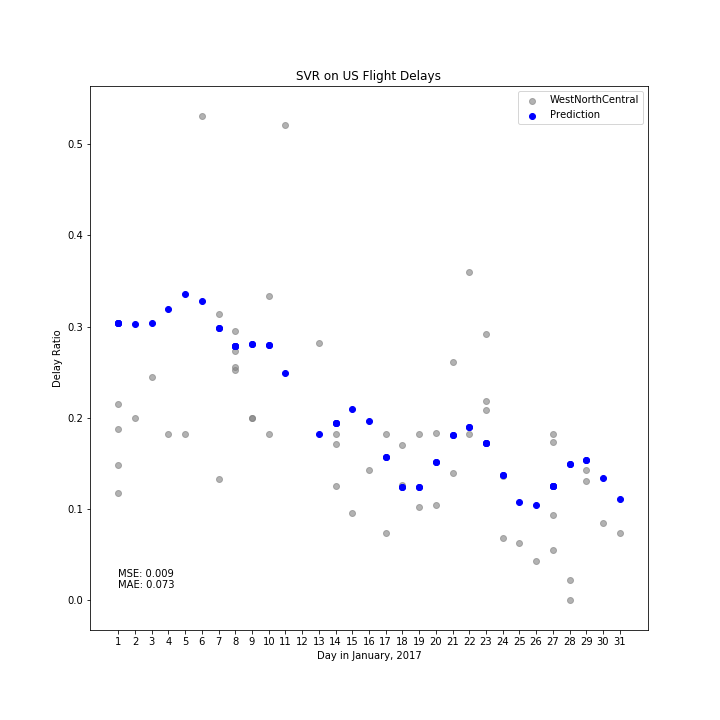 SVR on US Flight Delays
WestNorthCentral
Prediction
Delay Ratio
0.5
0.4
0.3
0.2
0.1
0.0
MSE: 0.009
MAE: 0.073
1 2 3 4 5 6 7 8 9 10 11 12 13 14 15 16 17 18 19 20 21 22 23 24 25 26 27 28 29 30 31
Day in January, 2017